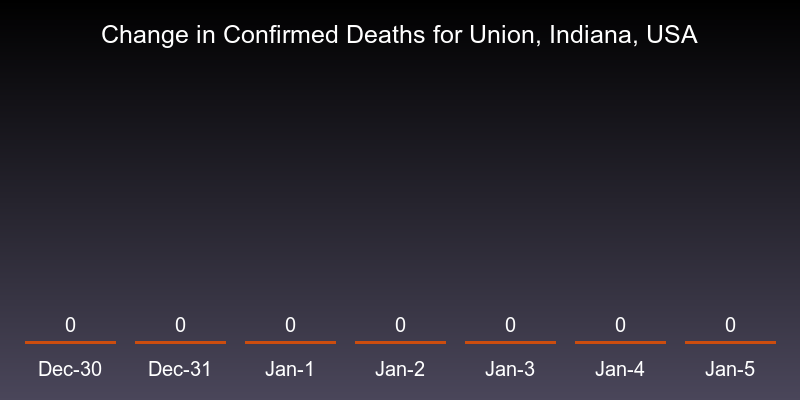 Change in Confirmed Deaths for Union, Indiana, USA
0 0 0 0 0 0 0
Dec-30 Dec-31 Jan-1 Jan-2 Jan-3 Jan-4 Jan-5